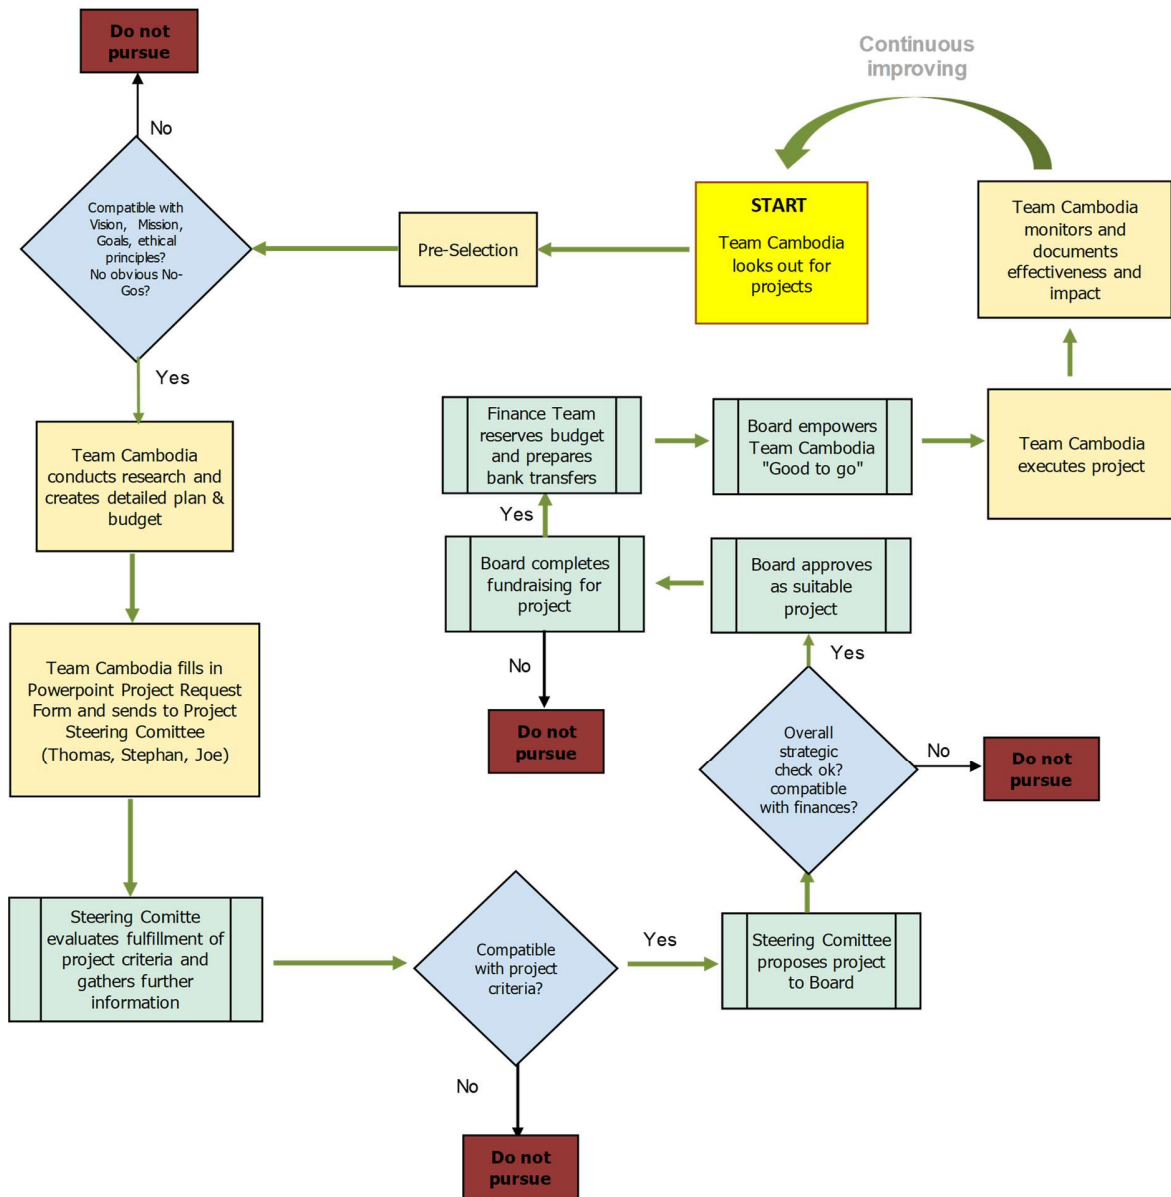 Do not
pursue
Continuous
improving
No
Compatible with
Vision, Mission,
Goals, ethical
principles?
No obvious No-
Gos?
Pre-Selection
START
Team Cambodia
looks out for
projects
Team Cambodia
monitors and
documents
effectiveness and
impact
Yes
Team Cambodia
conducts research and
creates detailed plan &
budget
Finance Team
reserves budget
and prepares
bank transfers
Board empowers
Team Cambodia
"Good to go"
Team Cambodia
executes project
Yes
Board completes
fundraising for
project
Board approves
as suitable
project
No
Yes
Do not
pursue
Team Cambodia fills in
Powerpoint Project Request
Form and sends to Project
Steering Comittee
(Thomas, Stephan, Joe)
Overall
strategic
check ok?
compatible
with finances?
No
Do not
pursue
Steering Comitte
evaluates fulfillment of
project criteria and
gathers further
information
Compatible
with project
criteria?
Yes
Steering Comittee
proposes project
to Board
No
Do not
pursue